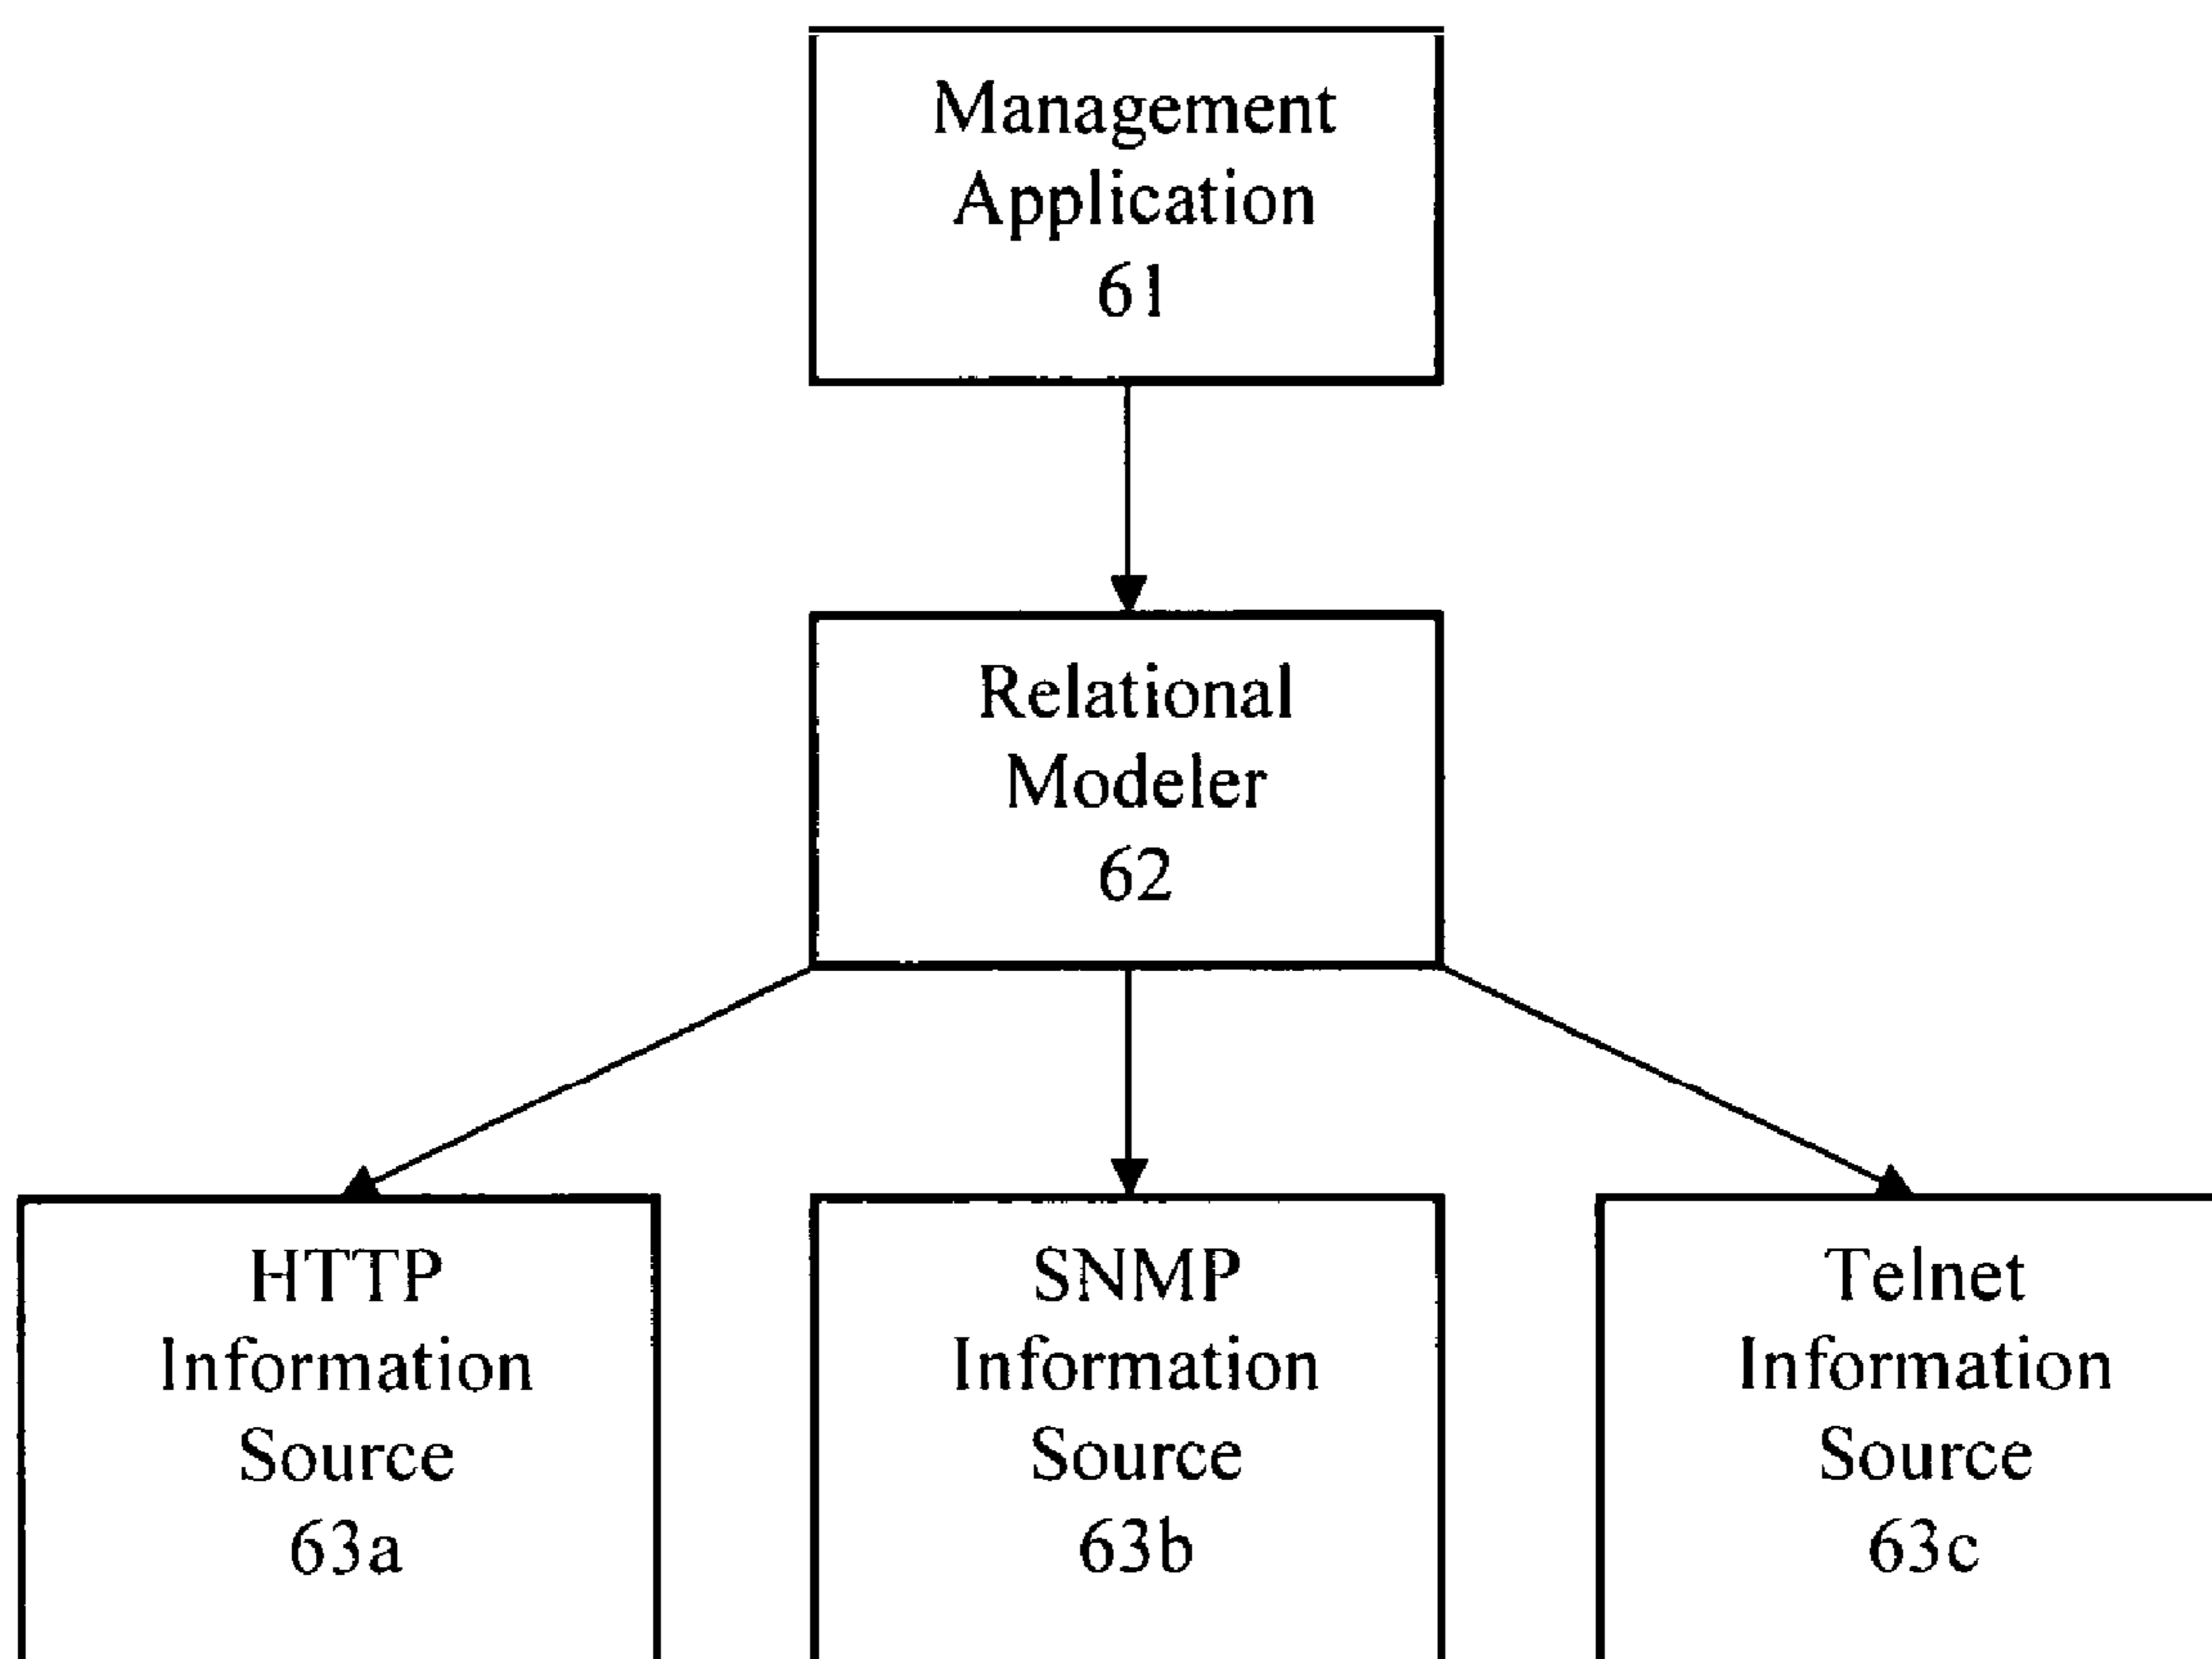 Management
Application
61
Relational
Modeler
62
HTTP
Information
Source
63a
SNMP
Information
Source
63b
Telnet
Information
Source
63c